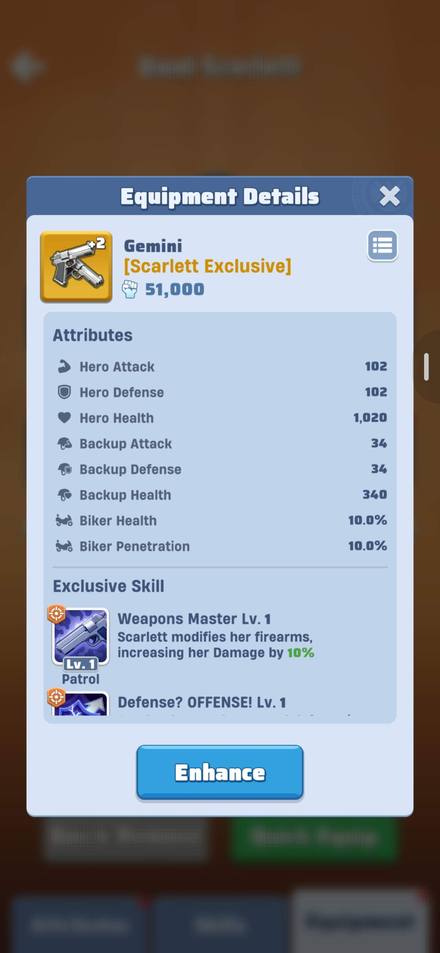 Equipment Details
+2
Gemini
[Scarlett Exclusive]
51,000
Attributes
Hero Attack 102
Hero Defense 102
Hero Health 1,020
Backup Attack 34
Backup Defense 34
Backup Health 340
Biker Health 10.0%
Biker Penetration 10.0%
Exclusive Skill
Weapons Master Lv. 1
Scarlett modifies her firearms,
increasing her Damage by 10%
Lv. 1
Patrol
Defense? OFFENSE! Lv. 1
Enhance
Attributes
Skills
Equipment